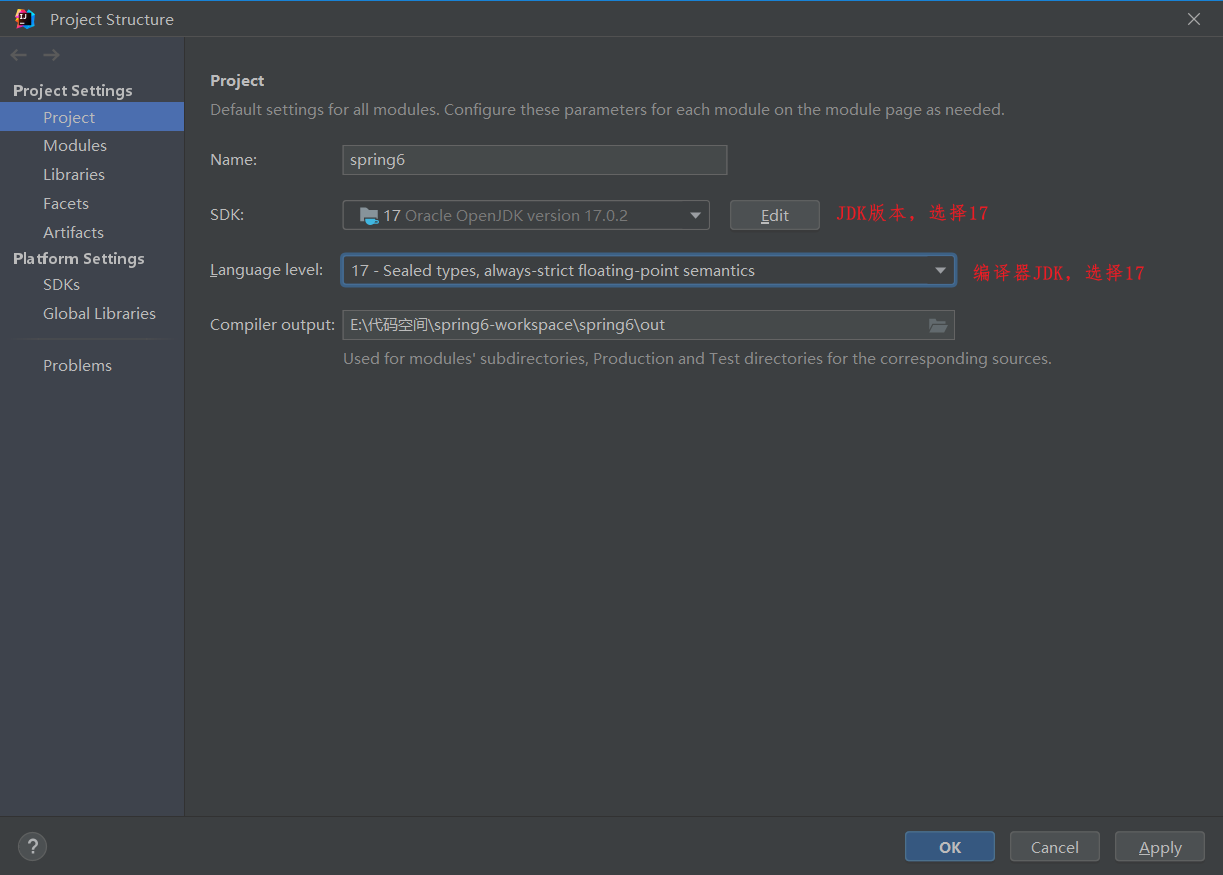 Project Structure
Project Settings
Project
Modules
Libraries
Facets
Artifacts
Platform Settings
SDKs
Global Libraries
Problems
Project
Default settings for all modules. Configure these parameters for each module on the module page as needed.
Name: spring6
SDK: 17 Oracle OpenJDK version 17.0.2 Edit JDK版本，选择17
Language level: 17 - Sealed types, always-strict floating-point semantics 编译器JDK，选择17
Compiler output: E:\代码空间\spring6-workspace\spring6\out
Used for modules' subdirectories, Production and Test directories for the corresponding sources.
? OK Cancel Apply